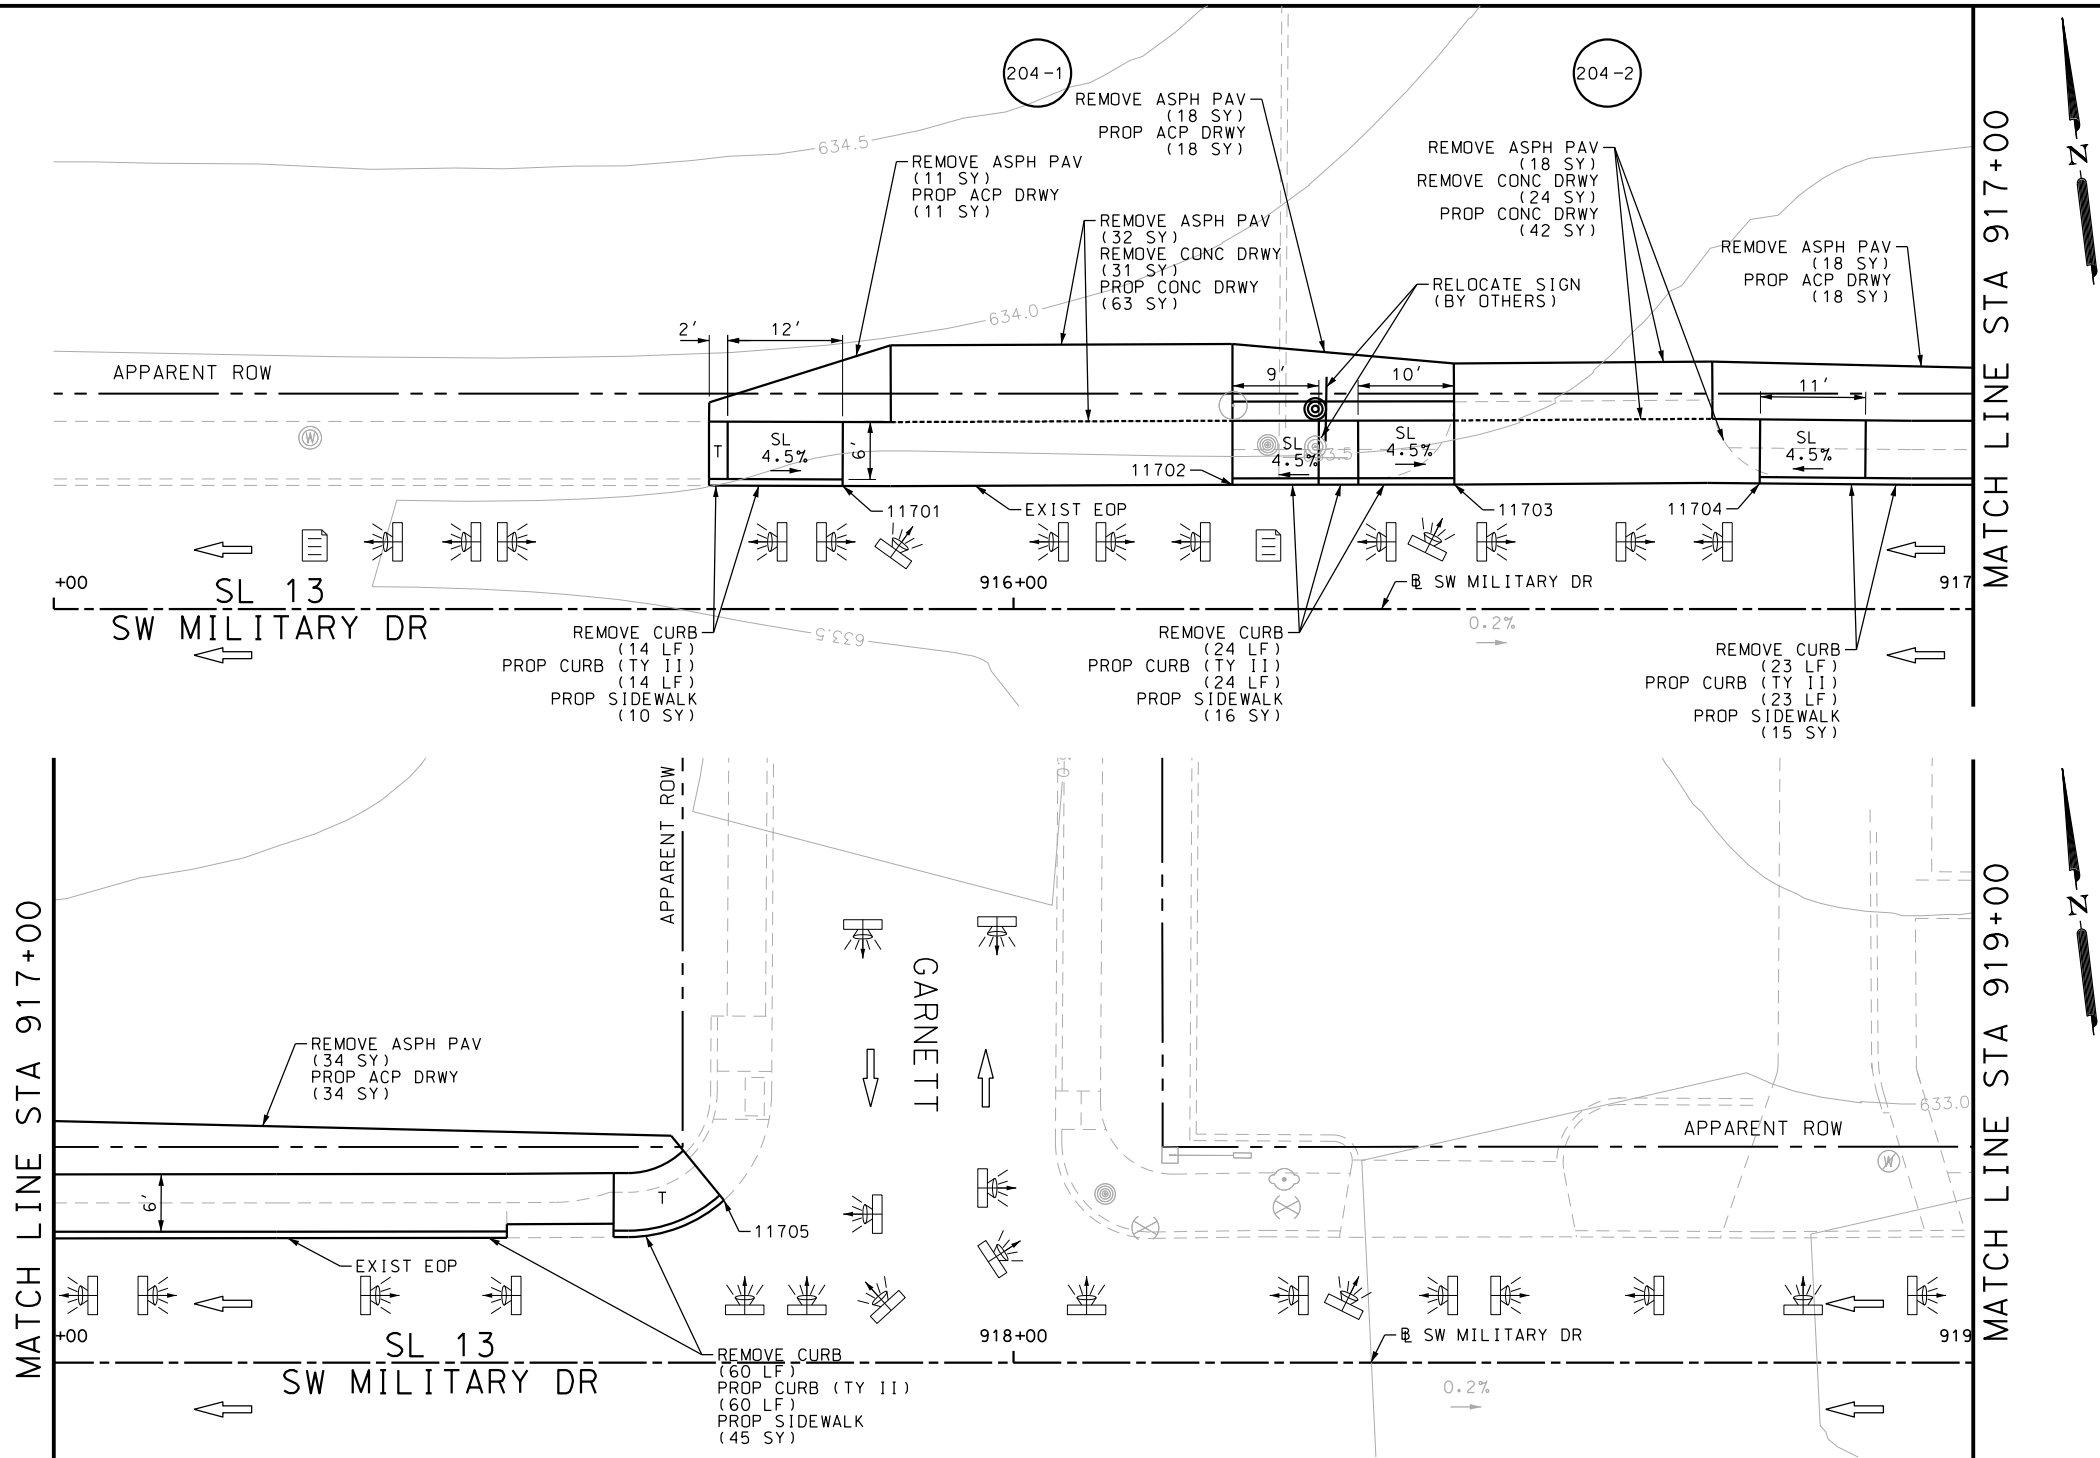 204-1
204-2
REMOVE ASPH PAV
(18 SY)
PROP ACP DRWY
(18 SY)
634.5
REMOVE ASPH PAV
(11 SY)
PROP ACP DRWY
(11 SY)
REMOVE ASPH PAV
(18 SY)
REMOVE CONC DRWY
(24 SY)
PROP CONC DRWY
(42 SY)
REMOVE ASPH PAV
(32 SY)
REMOVE CONC DRWY
(31 SY)
PROP CONC DRWY
(63 SY)
REMOVE ASPH PAV
(18 SY)
PROP ACP DRWY
(18 SY)
RELOCATE SIGN
(BY OTHERS)
634.0
2'
12'
APPARENT ROW
9'
10'
11'
W
T
SL
4.5%
6'
SL
4.5%
3.5
SL
4.5%
SL
4.5%
11702
11701
EXIST EOP
11703
11704
MATCH LINE STA 917+00
N
+00
SL 13
916+00
℄ SW MILITARY DR
917
SW MILITARY DR
633.5
0.2%
REMOVE CURB
(14 LF)
PROP CURB (TY II)
(14 LF)
PROP SIDEWALK
(10 SY)
REMOVE CURB
(24 LF)
PROP CURB (TY II)
(24 LF)
PROP SIDEWALK
(16 SY)
REMOVE CURB
(23 LF)
PROP CURB (TY II)
(23 LF)
PROP SIDEWALK
(15 SY)
MATCH LINE STA 917+00
APPARENT ROW
GARNETT
REMOVE ASPH PAV
(34 SY)
PROP ACP DRWY
(34 SY)
633.0
APPARENT ROW
W
6'
T
11705
EXIST EOP
+00
SL 13
918+00
℄ SW MILITARY DR
919
SW MILITARY DR
REMOVE CURB
(60 LF)
PROP CURB (TY II)
(60 LF)
PROP SIDEWALK
(45 SY)
0.2%
MATCH LINE STA 919+00
N